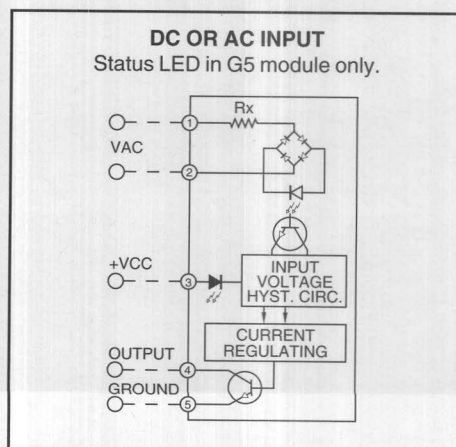 DC OR AC INPUT
Status LED in G5 module only.
Rx
1
VAC
2
+VCC
3
INPUT
VOLTAGE
HYST. CIRC.
CURRENT
REGULATING
OUTPUT
4
GROUND
5